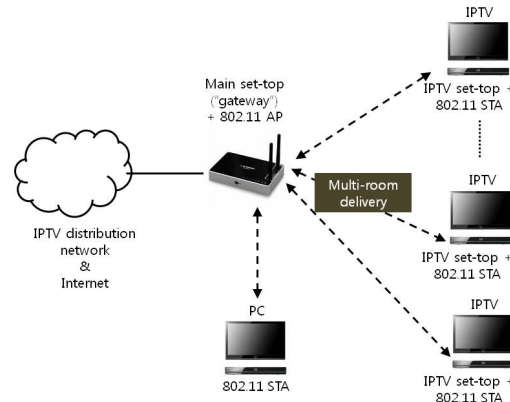 IPTV
Main set-top
("gateway")
+ 802.11 AP
IPTV set-top +
802.11 STA
Multi-room
delivery
IPTV
IPTV distribution
network
&
Internet
IPTV set-top +
802.11 STA
PC
802.11 STA
IPTV
IPTV set-top +
802.11 STA